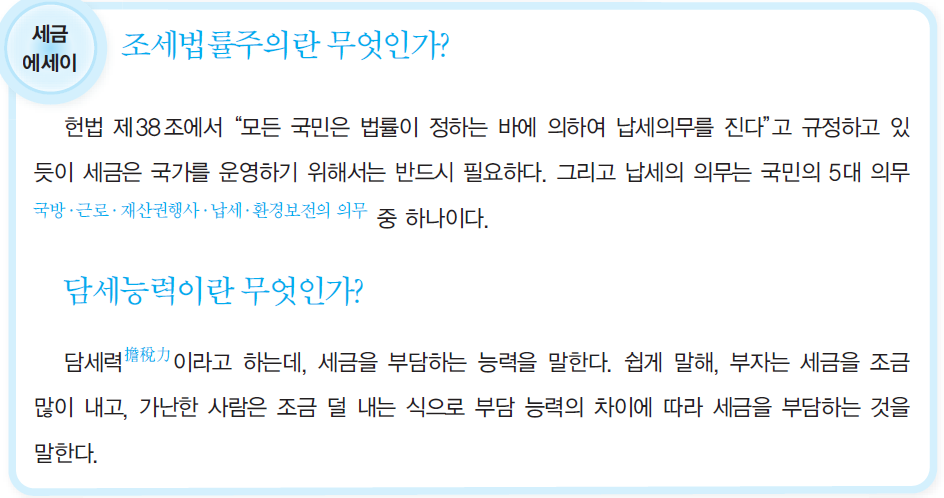 세금
에세이
조세법률주의란 무엇인가?
헌법 제38조에서 “모든 국민은 법률이 정하는 바에 의하여 납세의무를 진다”고 규정하고 있
듯이 세금은 국가를 운영하기 위해서는 반드시 필요하다. 그리고 납세의 의무는 국민의 5대 의무
국방·근로·재산권행사·납세·환경보전의 의무 중 하나이다.
담세능력이란 무엇인가?
담세력擔稅力이라고 하는데, 세금을 부담하는 능력을 말한다. 쉽게 말해, 부자는 세금을 조금
많이 내고, 가난한 사람은 조금 덜 내는 식으로 부담 능력의 차이에 따라 세금을 부담하는 것을
말한다.